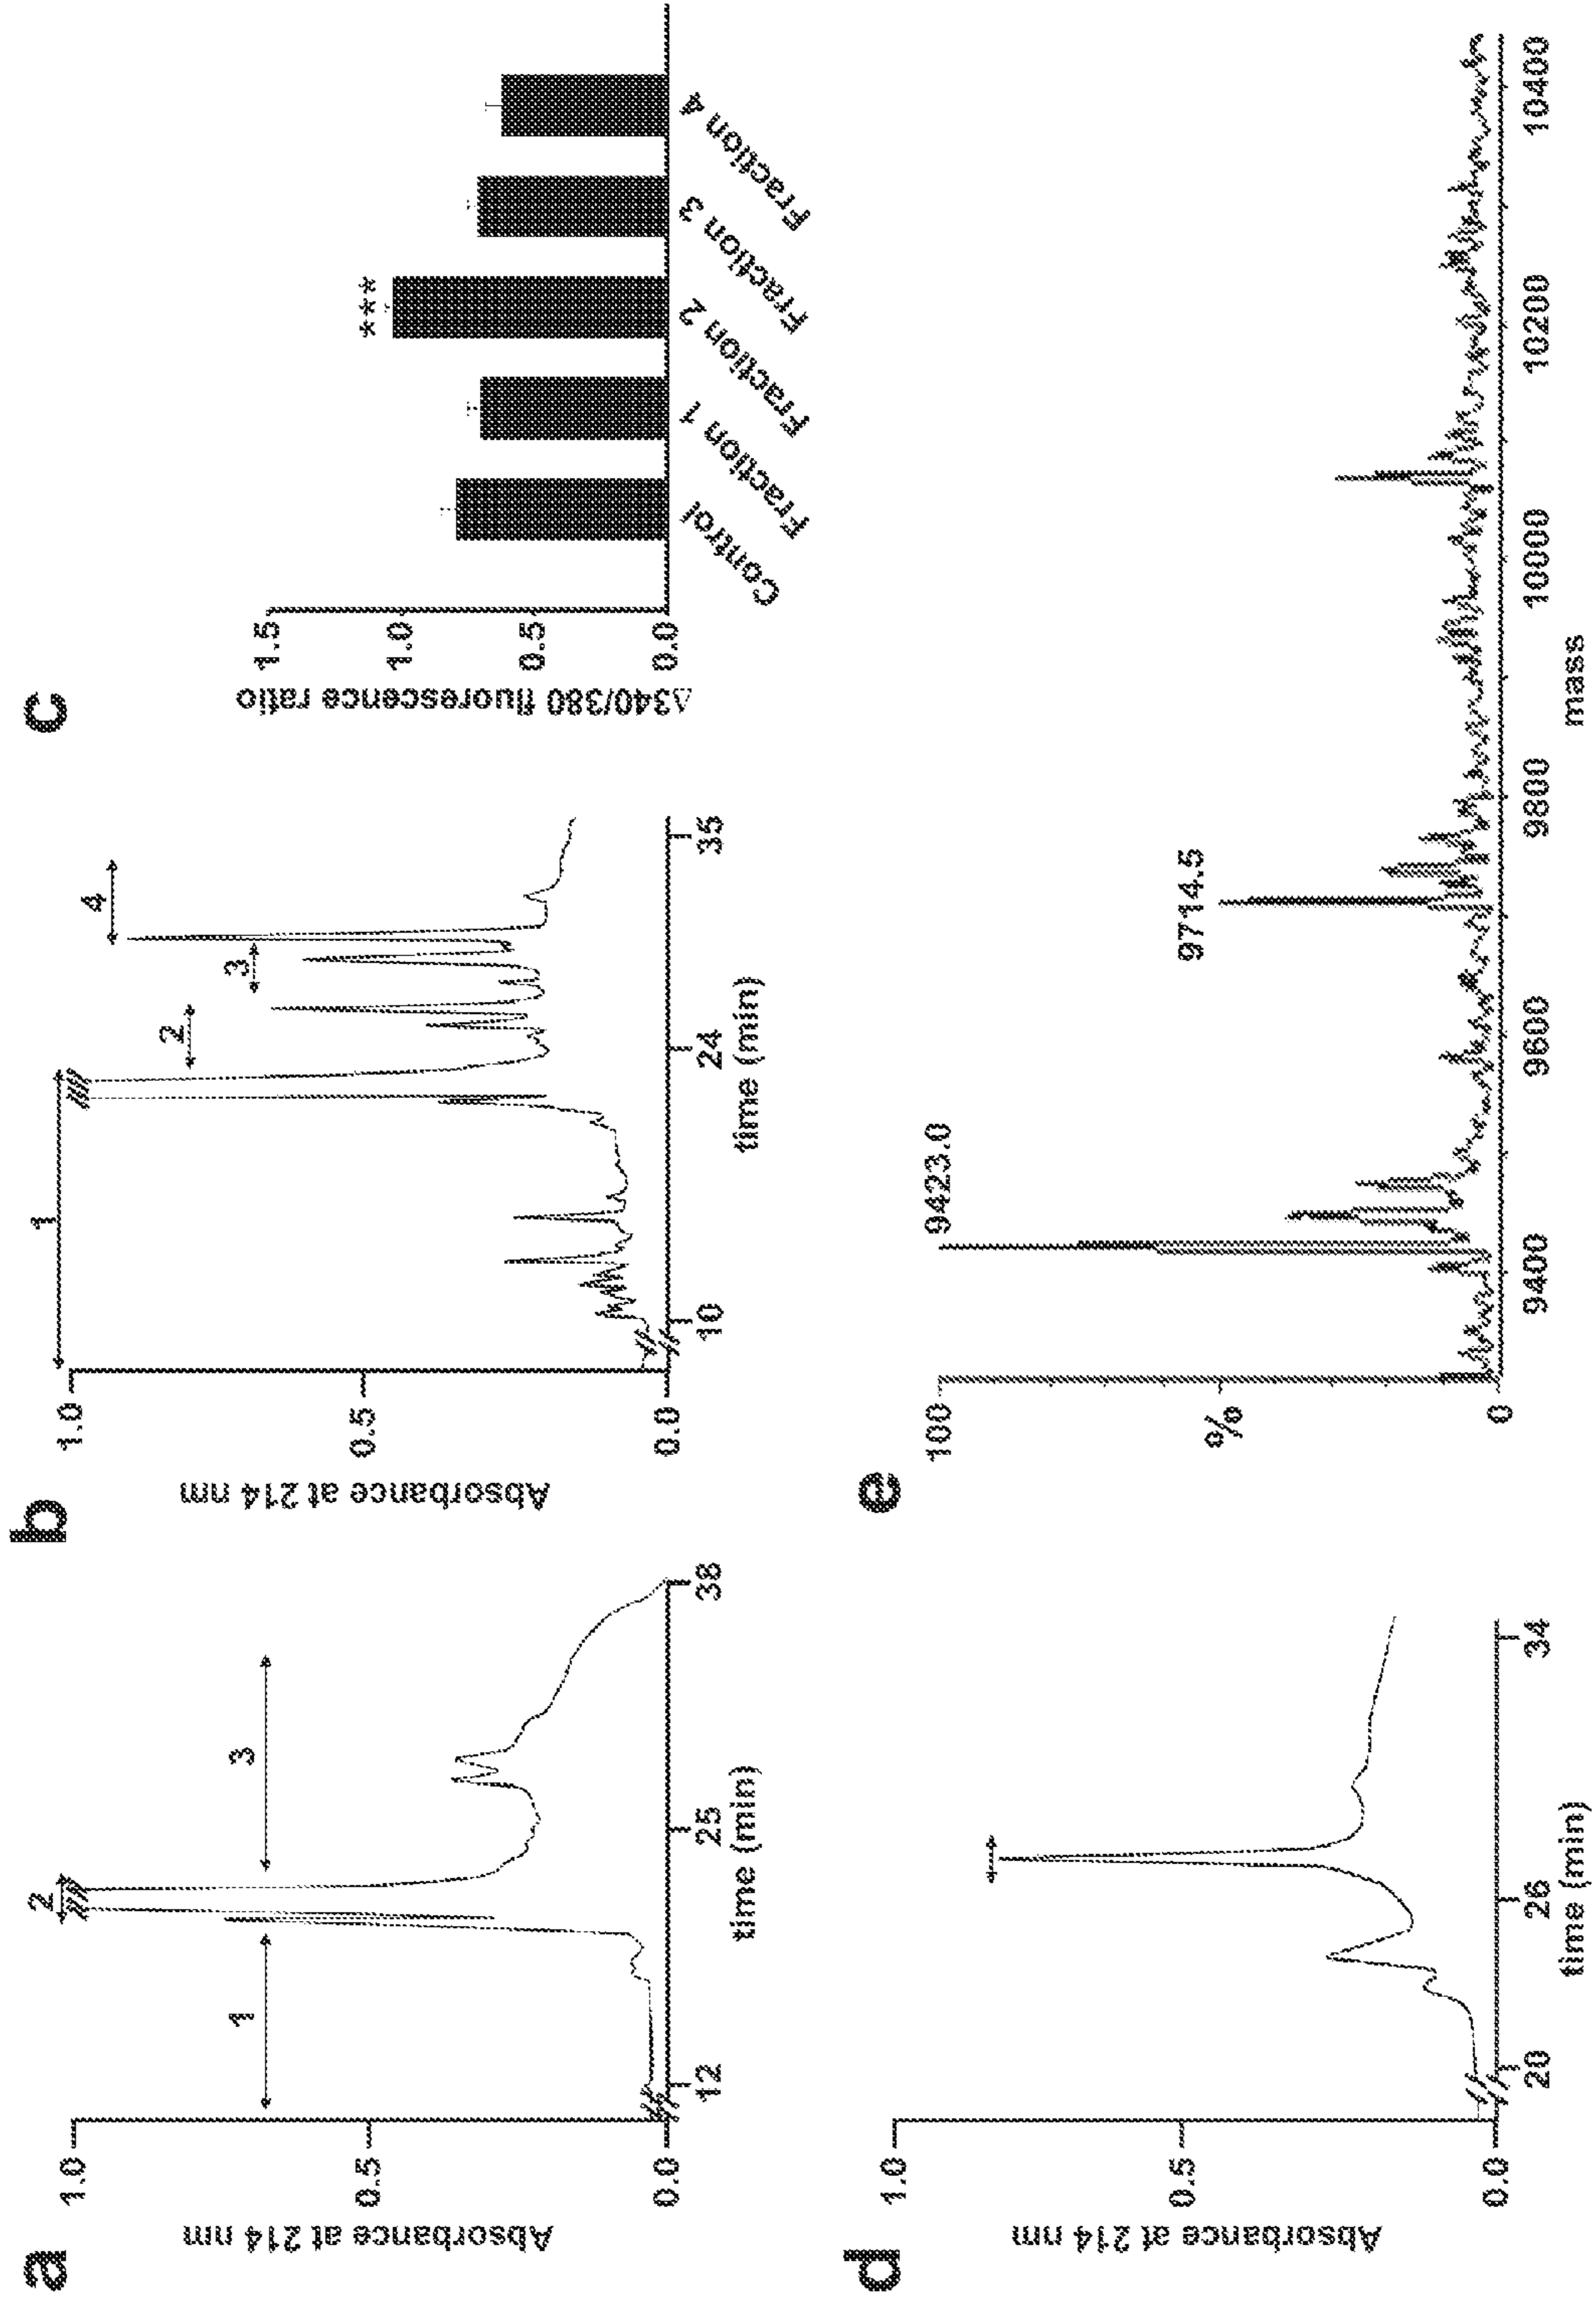 a
1.0
0.5
0.0
Absorbance at 214 nm
1
2
3
12
25
38
time (min)
b
1.0
0.5
0.0
Absorbance at 214 nm
1
2
3
4
10
24
35
time (min)
c
1.5
1.0
0.5
0.0
Δ340/380 fluorescence ratio
***
Control
Fraction 1
Fraction 2
Fraction 3
Fraction 4
d
1.0
0.5
0.0
Absorbance at 214 nm
20
26
34
time (min)
e
100
%
0
9423.0
9714.5
9400
9600
9800
10000
10200
10400
mass